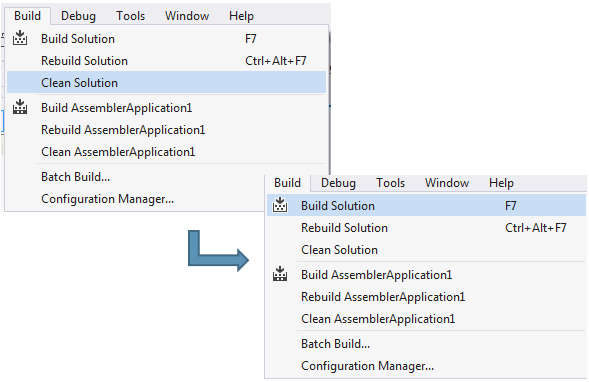 Build Debug Tools Window Help
Build Solution F7
Rebuild Solution Ctrl+Alt+F7
Clean Solution
Build AssemblerApplication1
Rebuild AssemblerApplication1
Clean AssemblerApplication1
Batch Build...
Configuration Manager...
Build Debug Tools Window Help
Build Solution F7
Rebuild Solution Ctrl+Alt+F7
Clean Solution
Build AssemblerApplication1
Rebuild AssemblerApplication1
Clean AssemblerApplication1
Batch Build...
Configuration Manager...